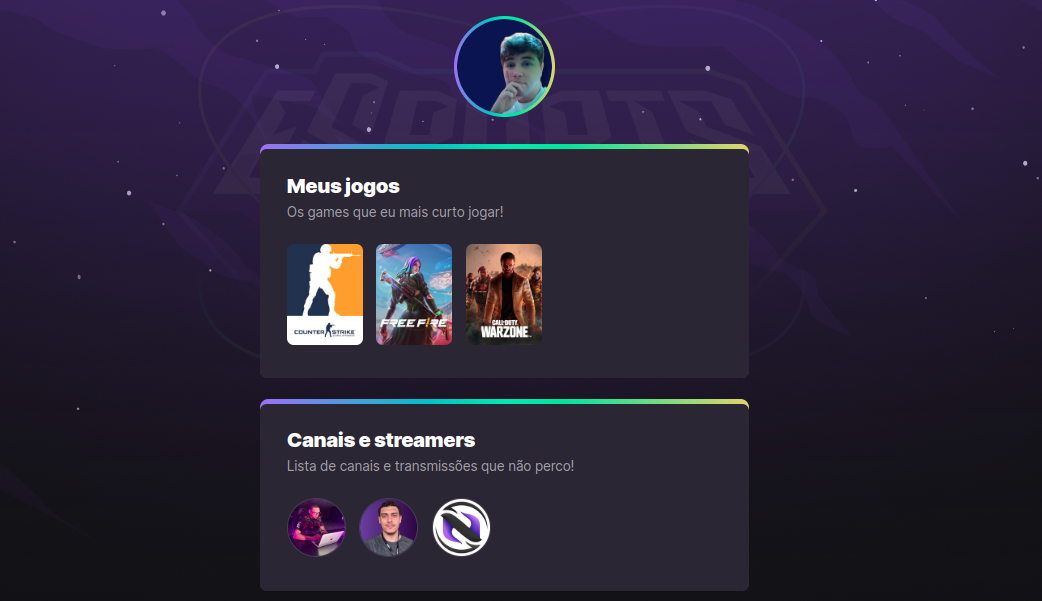 ESPORTS
Meus jogos
Os games que eu mais curto jogar!
COUNTER STRIKE
FREE FIRE
CALL OF DUTY
WARZONE
Canais e streamers
Lista de canais e transmissões que não perco!